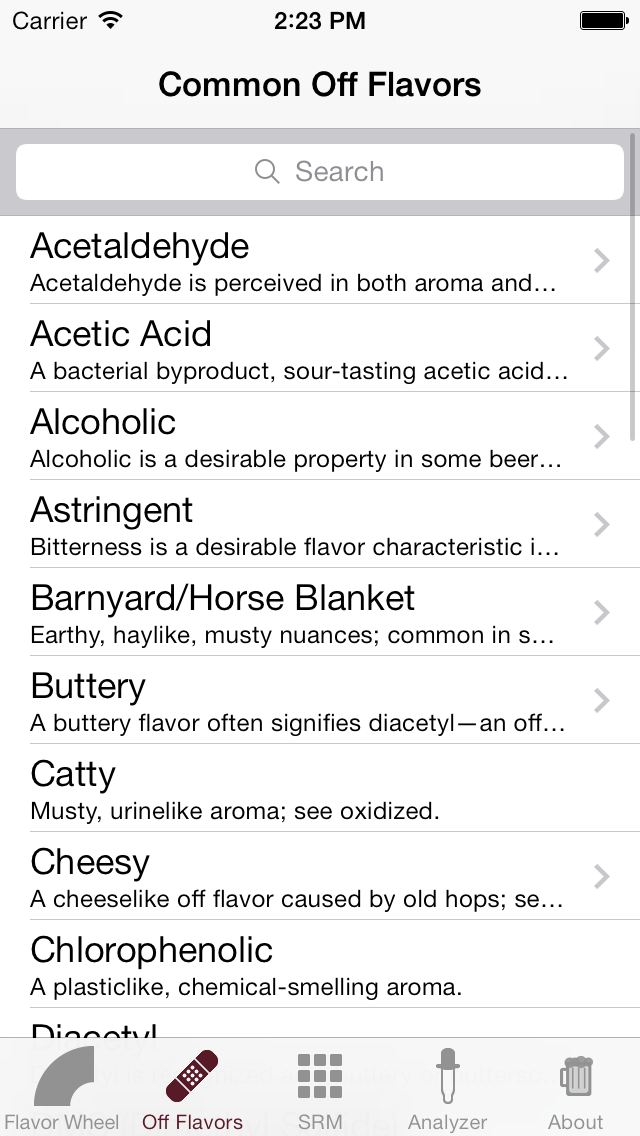 Carrier 2:23 PM
Common Off Flavors
Search
Acetaldehyde
Acetaldehyde is perceived in both aroma and…
Acetic Acid
A bacterial byproduct, sour-tasting acetic acid…
Alcoholic
Alcoholic is a desirable property in some beer…
Astringent
Bitterness is a desirable flavor characteristic i…
Barnyard/Horse Blanket
Earthy, haylike, musty nuances; common in s…
Buttery
A buttery flavor often signifies diacetyl—an off…
Catty
Musty, urinelike aroma; see oxidized.
Cheesy
A cheeselike off flavor caused by old hops; se…
Chlorophenolic
A plasticlike, chemical-smelling aroma.
Diacetyl
Flavor Wheel Off Flavors SRM Analyzer About